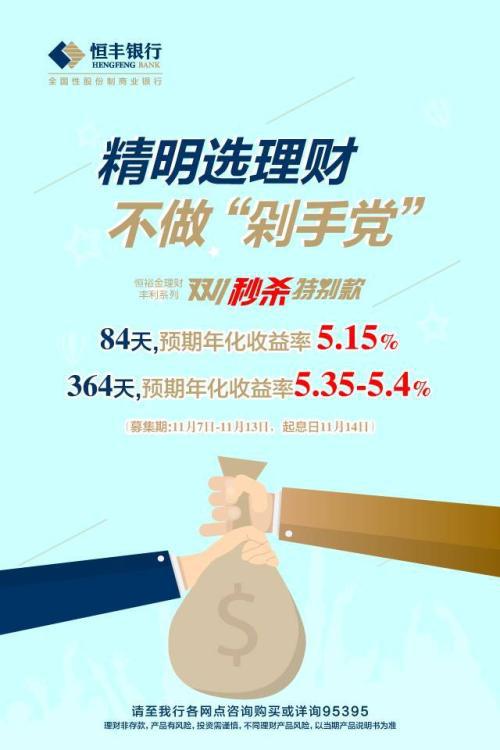 恒丰银行
HENGFENG BANK
全国性股份制商业银行
精明选理财
不做“剁手党”
恒裕金理财
丰利系列
双11秒杀特别款
84天,预期年化收益率 5.15%
364天,预期年化收益率5.35-5.4%
(募集期:11月7日-11月13日，起息日11月14日)
$
请至我行各网点咨询购买或详询95395
理财非存款，产品有风险，投资需谨慎，不同理财产品风险，以当期产品说明书为准